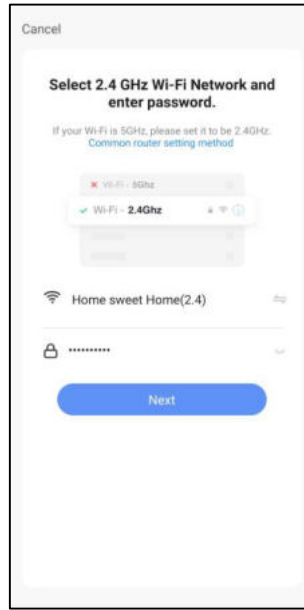 Cancel
Select 2.4 GHz Wi-Fi Network and
enter password.
If your Wi-Fi is 5GHz, please set it to be 2.4GHz.
Common router setting method
Wi-Fi - 5Ghz
Wi-Fi - 2.4Ghz
Home sweet Home(2.4)
••••••••••
Next